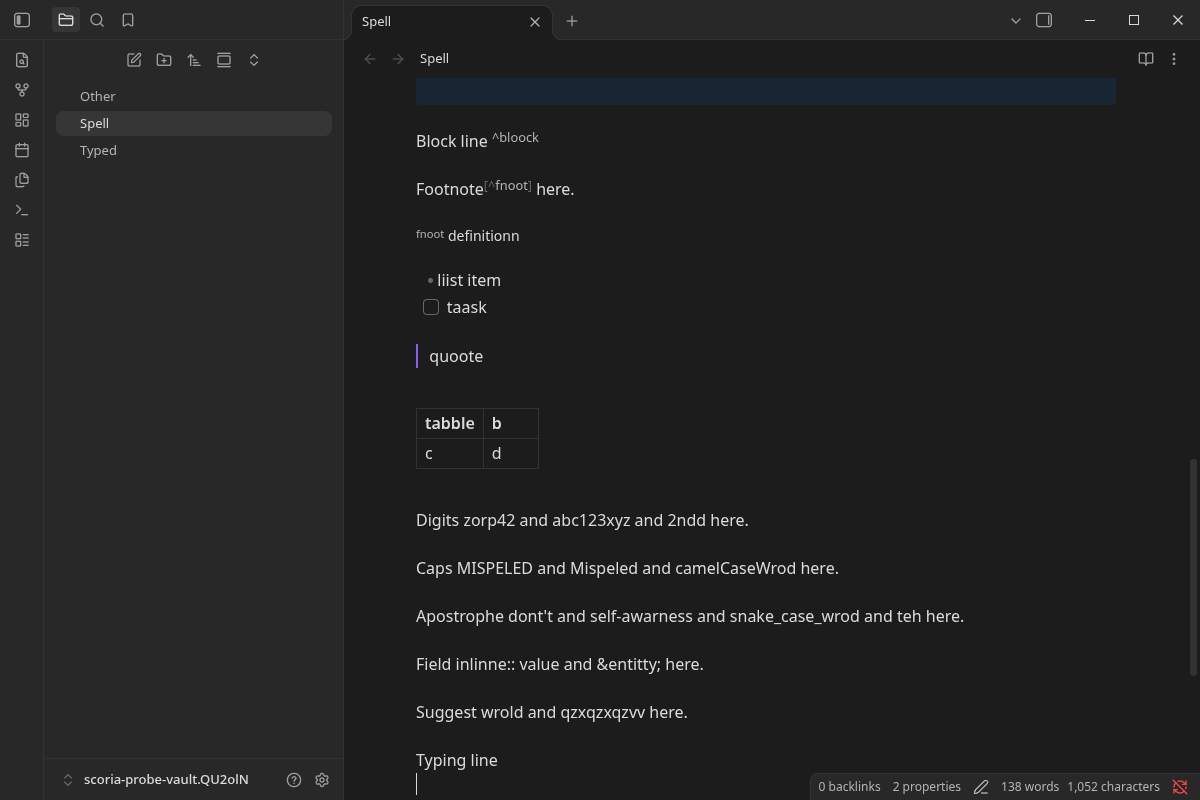 Spell
Spell
Other
Spell
Typed
Block line ^bloock
Footnote[^fnoot] here.
fnoot definitionn
liist item
taask
quoote
tabble b
c d
Digits zorp42 and abc123xyz and 2ndd here.
Caps MISPELED and Mispeled and camelCaseWrod here.
Apostrophe dont't and self-awarness and snake_case_wrod and teh here.
Field inlinne:: value and &entitty; here.
Suggest wrold and qzxqzxqzvv here.
Typing line
scoria-probe-vault.QU2olN
0 backlinks 2 properties 138 words 1,052 characters